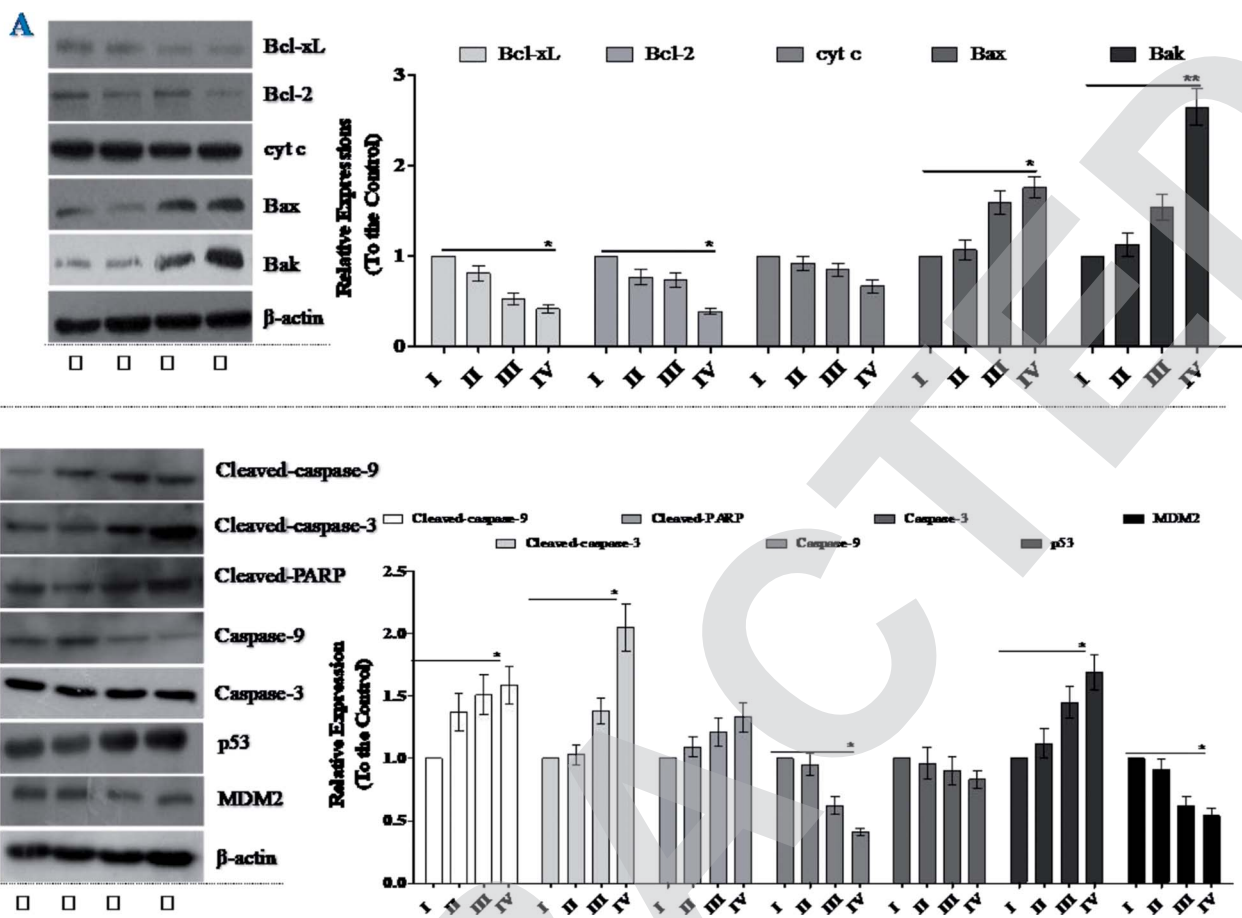 A
Bcl-xL
Bcl-2
cyt c
Bax
Bak
β-actin
Bcl-xL Bcl-2 cyt c Bax Bak
Relative Expressions
(To the Control)
3
2
1
0
* * * **
I II III IV I II III IV I II III IV I II III IV I II III IV
Cleaved-caspase-9
Cleaved-caspase-3
Cleaved-PARP
Caspase-9
Caspase-3
p53
MDM2
β-actin
Cleaved-caspase-9 Cleaved-PARP Caspase-3 MDM2
Cleaved-caspase-3 Caspase-9 p53
Relative Expression
(To the Control)
2.5
2.0
1.5
1.0
0.5
0.0
* * * * *
I II III IV I II III IV I II III IV I II III IV I II III IV I II III IV I II III IV
ACTED